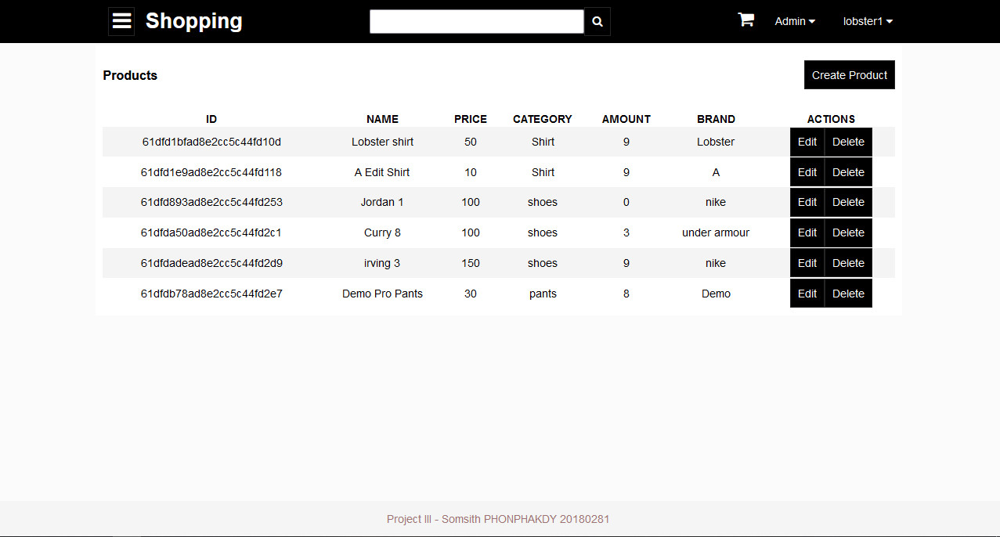 Shopping Admin lobster1
Products Create Product
ID NAME PRICE CATEGORY AMOUNT BRAND ACTIONS
61dfd1bfad8e2cc5c44fd10d Lobster shirt 50 Shirt 9 Lobster Edit Delete
61dfd1e9ad8e2cc5c44fd118 A Edit Shirt 10 Shirt 9 A Edit Delete
61dfd893ad8e2cc5c44fd253 Jordan 1 100 shoes 0 nike Edit Delete
61dfda50ad8e2cc5c44fd2c1 Curry 8 100 shoes 3 under armour Edit Delete
61dfdadead8e2cc5c44fd2d9 irving 3 150 shoes 9 nike Edit Delete
61dfdb78ad8e2cc5c44fd2e7 Demo Pro Pants 30 pants 8 Demo Edit Delete
Project III - Somsith PHONPHAKDY 20180281